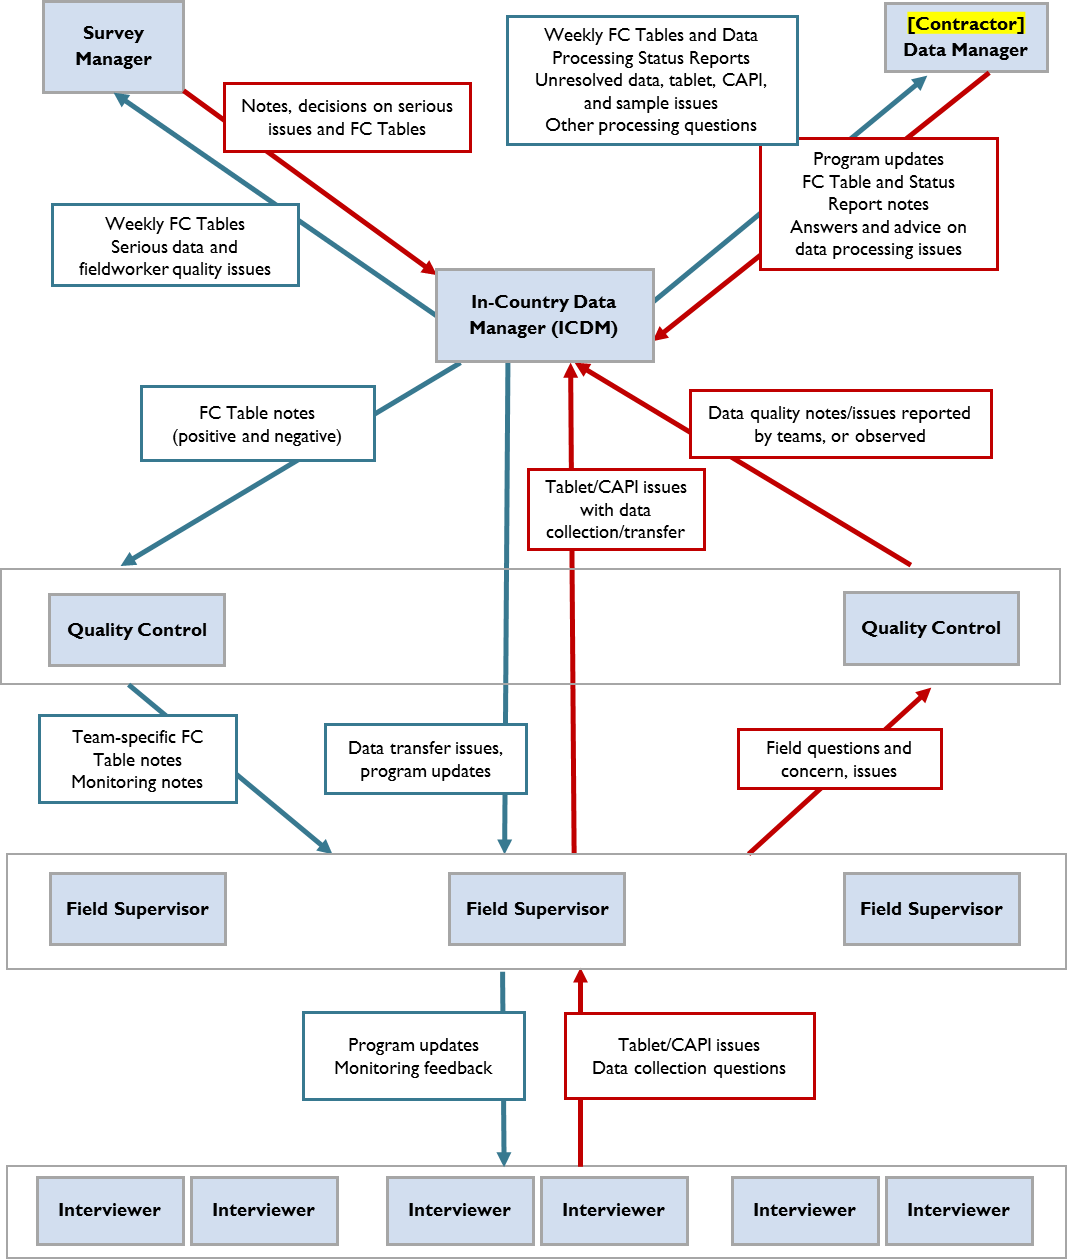 Survey
Manager
Notes, decisions on serious
issues and FC Tables
Weekly FC Tables and Data
Processing Status Reports
Unresolved data, tablet, CAPI,
and sample issues
Other processing questions
[Contractor]
Data Manager
Program updates
FC Table and Status
Report notes
Answers and advice on
data processing issues
Weekly FC Tables
Serious data and
fieldworker quality issues
In-Country Data
Manager (ICDM)
FC Table notes
(positive and negative)
Data quality notes/issues reported
by teams, or observed
Tablet/CAPI issues
with data
collection/transfer
Quality Control
Quality Control
Team-specific FC
Table notes
Monitoring notes
Data transfer issues,
program updates
Field questions and
concern, issues
Field Supervisor
Field Supervisor
Field Supervisor
Program updates
Monitoring feedback
Tablet/CAPI issues
Data collection questions
Interviewer
Interviewer
Interviewer
Interviewer
Interviewer
Interviewer